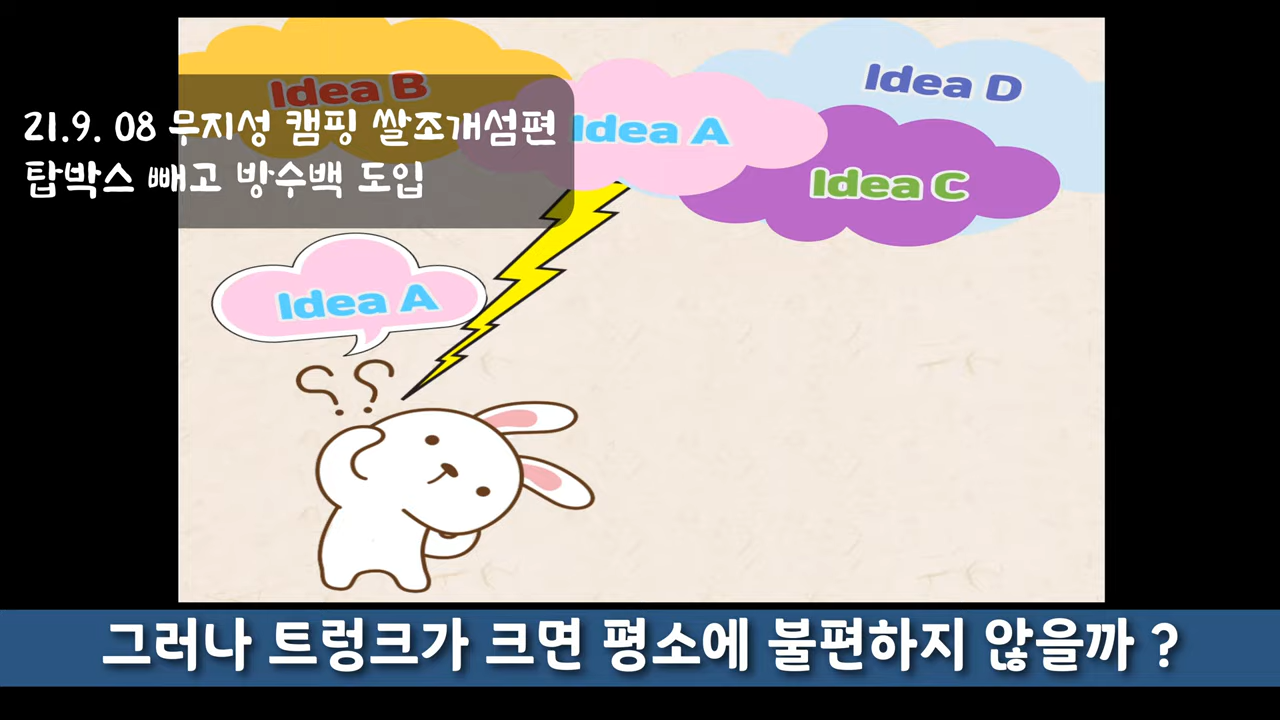 Idea B
Idea D
21.9. 08 무지성 캠핑 쌀조개섬편
Idea A
탑박스 빼고 방수백 도입
Idea C
Idea A
그러나 트렁크가 크면 평소에 불편하지 않을까 ?